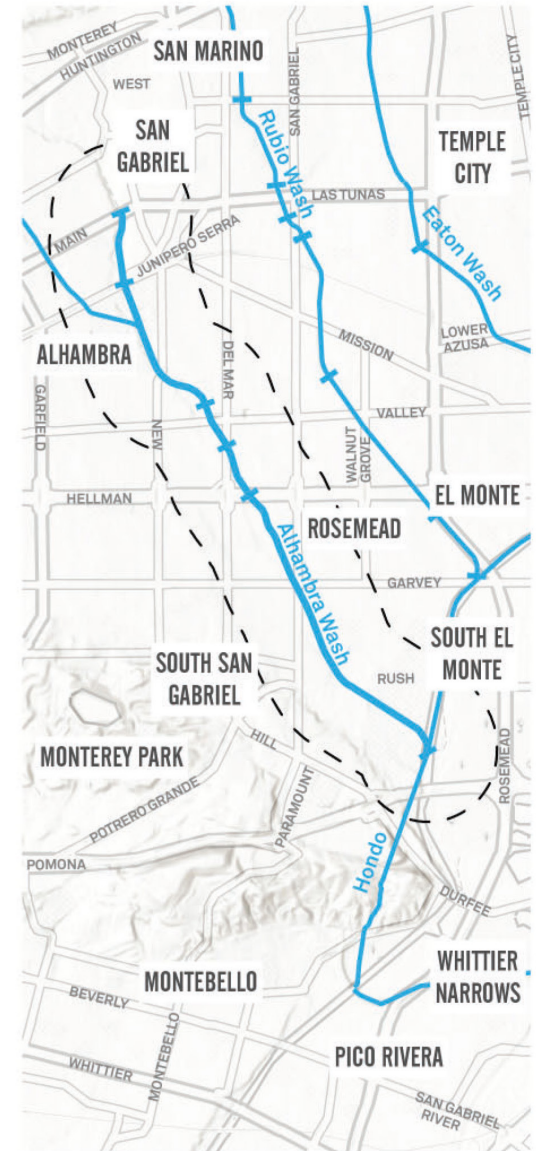 MONTEREY
HUNTINGTON
SAN MARINO
WEST
SAN GABRIEL
TEMPLE CITY
SAN
GABRIEL
Rubio Wash
TEMPLE
CITY
LAS TUNAS
MAIN
JUNIPERO SERRA
Eaton Wash
MISSION
LOWER
AZUSA
ALHAMBRA
DEL MAR
GARFIELD
NEW
VALLEY
WALNUT
GROVE
HELLMAN
EL MONTE
ROSEMEAD
Alhambra Wash
GARVEY
SOUTH EL
MONTE
SOUTH SAN
GABRIEL
RUSH
HILL
MONTEREY PARK
ROSEMEAD
POTRERO GRANDE
PARAMOUNT
POMONA
Hondo
DURFEE
MONTEBELLO
WHITTIER
NARROWS
BEVERLY
MONTEBELLO
WHITTIER
PICO RIVERA
SAN GABRIEL
RIVER